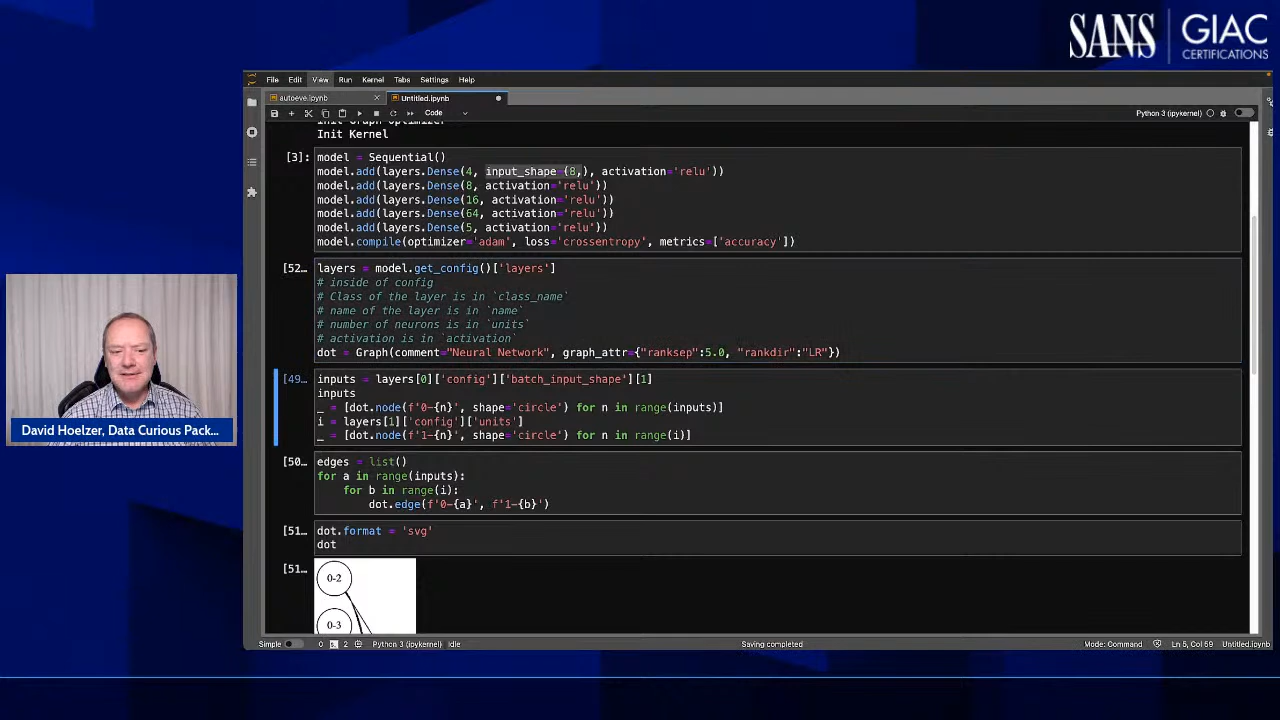 SANS | GIAC
CERTIFICATIONS
File Edit View Run Kernel Tabs Settings Help
autoeve.ipynb
Untitled.ipynb
Code
Python 3 (ipykernel)
Init Graph Optimizer
Init Kernel
[3]:
model = Sequential()
model.add(layers.Dense(4, input_shape=(8,), activation='relu'))
model.add(layers.Dense(8, activation='relu'))
model.add(layers.Dense(16, activation='relu'))
model.add(layers.Dense(64, activation='relu'))
model.add(layers.Dense(5, activation='relu'))
model.compile(optimizer='adam', loss='crossentropy', metrics=['accuracy'])
[52…
layers = model.get_config()['layers']
# inside of config
# Class of the layer is in `class_name`
# name of the layer is in `name`
# number of neurons is in `units`
# activation is in `activation`
dot = Graph(comment="Neural Network", graph_attr={"ranksep":5.0, "rankdir":"LR"})
[49…
inputs = layers[0]['config']['batch_input_shape'][1]
inputs
_ = [dot.node(f'0-{n}', shape='circle') for n in range(inputs)]
i = layers[1]['config']['units']
_ = [dot.node(f'1-{n}', shape='circle') for n in range(i)]
[50…
edges = list()
for a in range(inputs):
for b in range(i):
dot.edge(f'0-{a}', f'1-{b}')
[51…
dot.format = 'svg'
dot
[51…
0-2
0-3
David Hoelzer, Data Curious Pack...
Simple 0 2 Python 3 (ipykernel) | Idle
Saving completed
Mode: Command Ln 5, Col 59 Untitled.ipynb